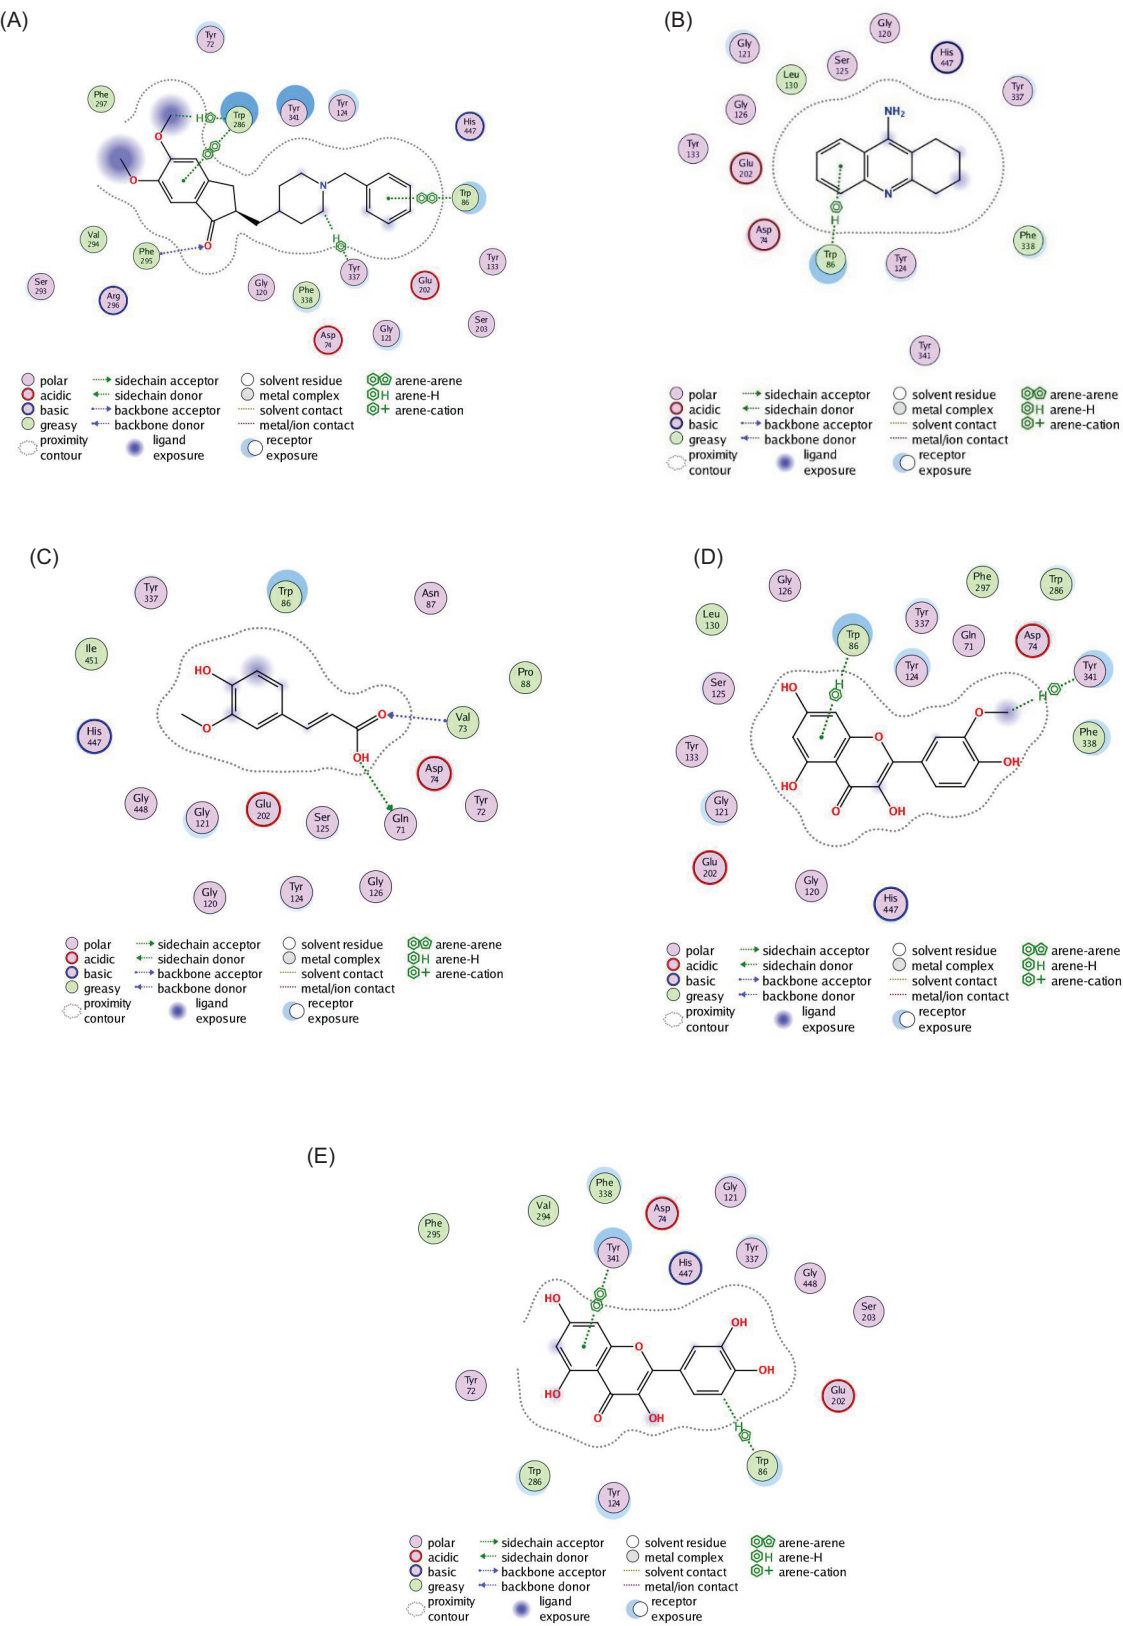 (A)
Tyr
72
Phe
297
H
Trp
286
Tyr
341
Tyr
124
His
447
O
O
N
Trp
86
O
H
Val
294
Phe
295
Tyr
337
Tyr
133
Ser
293
Arg
296
Gly
120
Phe
338
Glu
202
Ser
203
Asp
74
Gly
121
polar
acidic
basic
greasy
proximity
contour
sidechain acceptor
sidechain donor
backbone acceptor
backbone donor
ligand
exposure
solvent residue
metal complex
solvent contact
metal/ion contact
receptor
exposure
arene-arene
H arene-H
+ arene-cation
(B)
Gly
120
Gly
121
His
447
Ser
125
Leu
130
Tyr
337
Gly
126
NH₂
Tyr
133
Glu
202
N
H
Asp
74
Trp
86
Tyr
124
Phe
338
Tyr
341
polar
acidic
basic
greasy
proximity
contour
sidechain acceptor
sidechain donor
backbone acceptor
backbone donor
ligand
exposure
solvent residue
metal complex
solvent contact
metal/ion contact
receptor
exposure
arene-arene
H arene-H
+ arene-cation
(C)
Tyr
337
Trp
86
Asn
87
Ile
451
Pro
88
HO
O
O
OH
Val
73
His
447
Asp
74
Gly
448
Gly
121
Glu
202
Ser
125
Gln
71
Tyr
72
Gly
120
Tyr
124
Gly
126
polar
acidic
basic
greasy
proximity
contour
sidechain acceptor
sidechain donor
backbone acceptor
backbone donor
ligand
exposure
solvent residue
metal complex
solvent contact
metal/ion contact
receptor
exposure
arene-arene
H arene-H
+ arene-cation
(D)
Gly
126
Phe
297
Trp
286
Leu
130
Trp
86
Tyr
337
Gln
71
Asp
74
Tyr
124
Tyr
341
Ser
125
H
H
HO
O
O
Phe
338
Tyr
133
OH
HO
O
OH
Gly
121
Glu
202
Gly
120
His
447
polar
acidic
basic
greasy
proximity
contour
sidechain acceptor
sidechain donor
backbone acceptor
backbone donor
ligand
exposure
solvent residue
metal complex
solvent contact
metal/ion contact
receptor
exposure
arene-arene
H arene-H
+ arene-cation
(E)
Phe
338
Gly
121
Val
294
Asp
74
Phe
295
Tyr
341
His
447
Tyr
337
Gly
448
Ser
203
HO
OH
O
OH
HO
O
OH
Tyr
72
Glu
202
H
Trp
286
Tyr
124
Trp
86
polar
acidic
basic
greasy
proximity
contour
sidechain acceptor
sidechain donor
backbone acceptor
backbone donor
ligand
exposure
solvent residue
metal complex
solvent contact
metal/ion contact
receptor
exposure
arene-arene
H arene-H
+ arene-cation